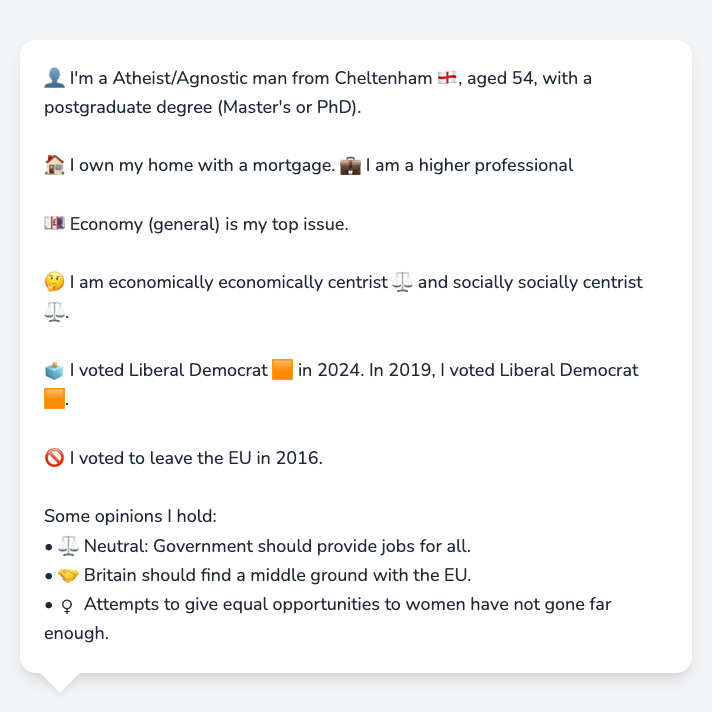 👤 I'm a Atheist/Agnostic man from Cheltenham 🏴󠁧󠁢󠁥󠁮󠁧󠁿, aged 54, with a
postgraduate degree (Master's or PhD).
🏠 I own my home with a mortgage. 💼 I am a higher professional
💷 Economy (general) is my top issue.
🤔 I am economically economically centrist ⚖️ and socially socially centrist
⚖️.
🗳️ I voted Liberal Democrat 🟧 in 2024. In 2019, I voted Liberal Democrat
🟧.
🚫 I voted to leave the EU in 2016.
Some opinions I hold:
• ⚖️ Neutral: Government should provide jobs for all.
• 🤝 Britain should find a middle ground with the EU.
• ♀ Attempts to give equal opportunities to women have not gone far
enough.